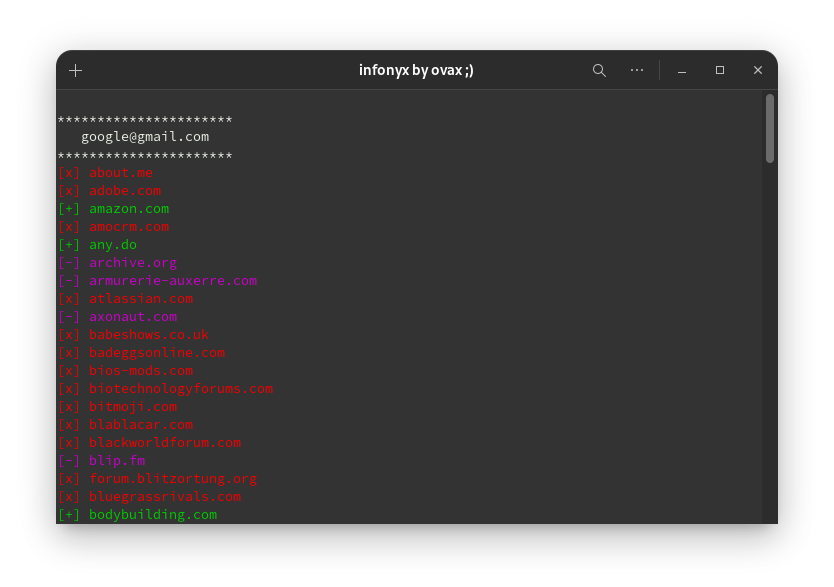 infonyx by ovax ;)
**********************
google@gmail.com
**********************
[x] about.me
[x] adobe.com
[+] amazon.com
[x] amocrm.com
[+] any.do
[-] archive.org
[-] armurerie-auxerre.com
[x] atlassian.com
[-] axonaut.com
[x] babeshows.co.uk
[x] badeggsonline.com
[x] bios-mods.com
[x] biotechnologyforums.com
[x] bitmoji.com
[x] blablacar.com
[x] blackworldforum.com
[-] blip.fm
[x] forum.blitzortung.org
[x] bluegrassrivals.com
[+] bodybuilding.com